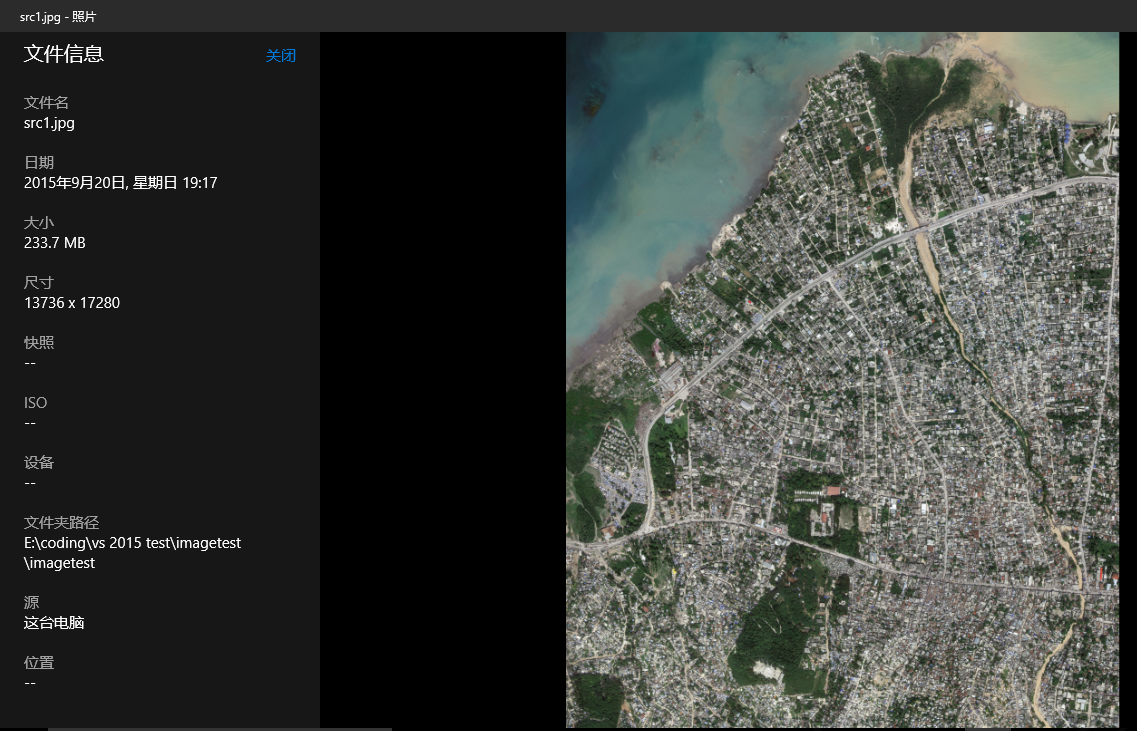 src1.jpg - 照片
文件信息
关闭
文件名
src1.jpg
日期
2015年9月20日, 星期日 19:17
大小
233.7 MB
尺寸
13736 x 17280
快照
--
ISO
--
设备
--
文件夹路径
E:\coding\vs 2015 test\imagetest
\imagetest
源
这台电脑
位置
--